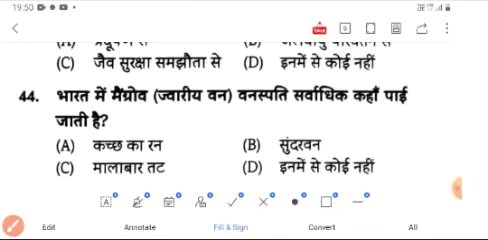 19:50
(C) जैव सुरक्षा समझौता से (D) इनमें से कोई नहीं
44. भारत में मैंग्रोव (ज्वारीय वन) वनस्पति सर्वाधिक कहाँ पाई
जाती है?
(A) कच्छ का रन (B) सुंदरवन
(C) मालाबार तट (D) इनमें से कोई नहीं
Edit Annotate Fill & Sign Convert All